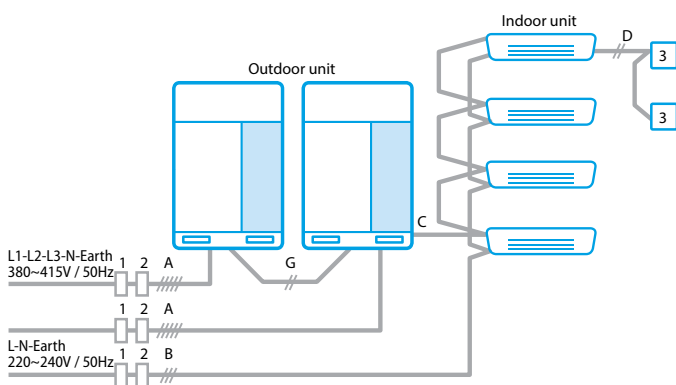 Indoor unit
D
3
Outdoor unit
3
C
L1-L2-L3-N-Earth
380~415V / 50Hz
1 2 A
G
1 2 A
L-N-Earth
220~240V / 50Hz
1 2 B